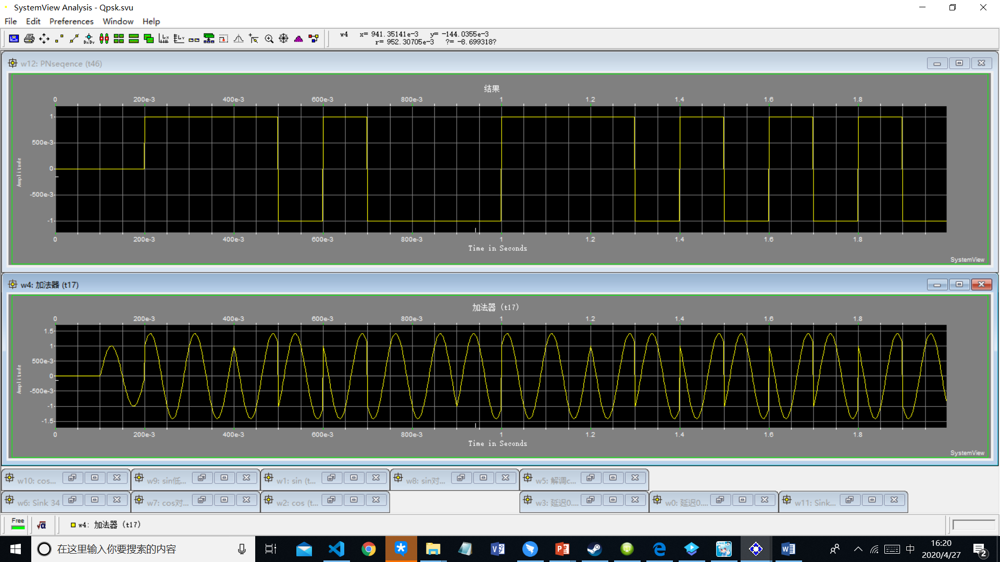 SystemView Analysis - Qpsk.svu
File Edit Preferences Window Help
w4 x= 941.35141e-3 y= -144.0355e-3
r= 952.30705e-3 ?= -8.699318?
w12: PNseqence (t46)
结果
0 200e-3 400e-3 600e-3 800e-3 1 1.2 1.4 1.6 1.8
1
500e-3
0
-500e-3
-1
Amplitude
0 200e-3 400e-3 600e-3 800e-3 1 1.2 1.4 1.6 1.8
Time in Seconds
SystemView
w4: 加法器 (t17)
加法器 (t17)
0 200e-3 400e-3 600e-3 800e-3 1 1.2 1.4 1.6 1.8
1.5
1
500e-3
0
-500e-3
-1
-1.5
Amplitude
0 200e-3 400e-3 600e-3 800e-3 1 1.2 1.4 1.6 1.8
Time in Seconds
SystemView
w10: cos... w9: sin低... w1: sin (t... w8: sin对... w5: 解调c...
w6: Sink 34 w7: cos对... w2: cos (t... w3: 延迟0.... w0: 延迟0.... w11: Sink...
Free √α w4: 加法器 (t17)
在这里输入你要搜索的内容
中
16:20
2020/4/27
2